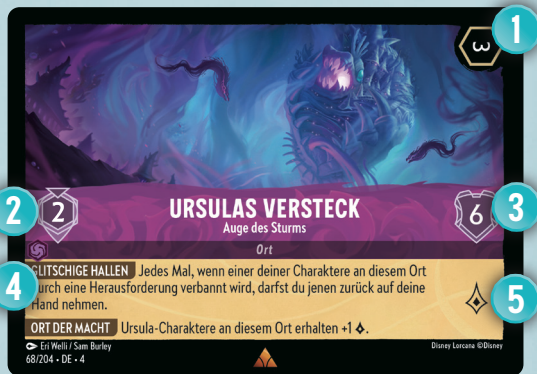 1
3
2
2
URSULAS VERSTECK
Auge des Sturms
6
3
Ort
4
GLITSCHIGE HALLEN Jedes Mal, wenn einer deiner Charaktere an diesem Ort
durch eine Herausforderung verbannt wird, darfst du jenen zurück auf deine
Hand nehmen.
5
ORT DER MACHT Ursula-Charaktere an diesem Ort erhalten +1 .
Eri Welli / Sam Burley
Disney Lorcana ©Disney
68/204 • DE • 4